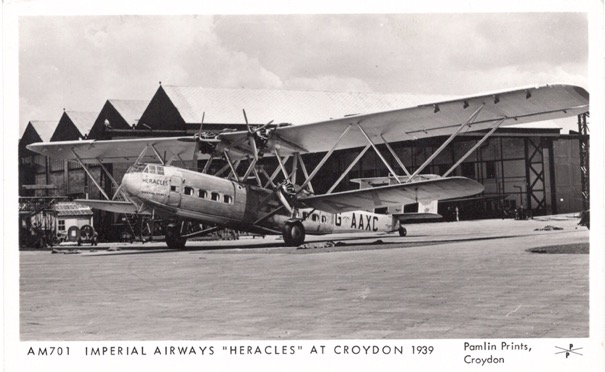 HERACLES
G-AAXC
AM701 IMPERIAL AIRWAYS "HERACLES" AT CROYDON 1939
Pamlin Prints,
Croydon
P P